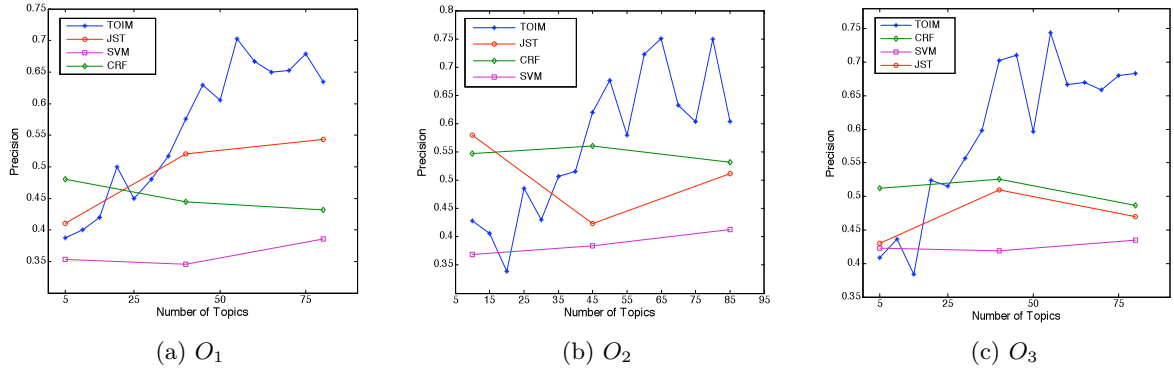 0.75
0.7
0.65
0.6
0.55
0.5
0.45
0.4
0.35
Precision
TOIM
JST
SVM
CRF
5 25 50 75
Number of Topics
(a) O1
0.8
0.75
0.7
0.65
0.6
0.55
0.5
0.45
0.4
0.35
Precision
TOIM
JST
CRF
SVM
5 15 25 35 45 55 65 75 85 95
Number of Topics
(b) O2
0.75
0.7
0.65
0.6
0.55
0.5
0.45
0.4
0.35
Precision
TOIM
CRF
SVM
JST
5 25 50 75
Number of Topics
(c) O3